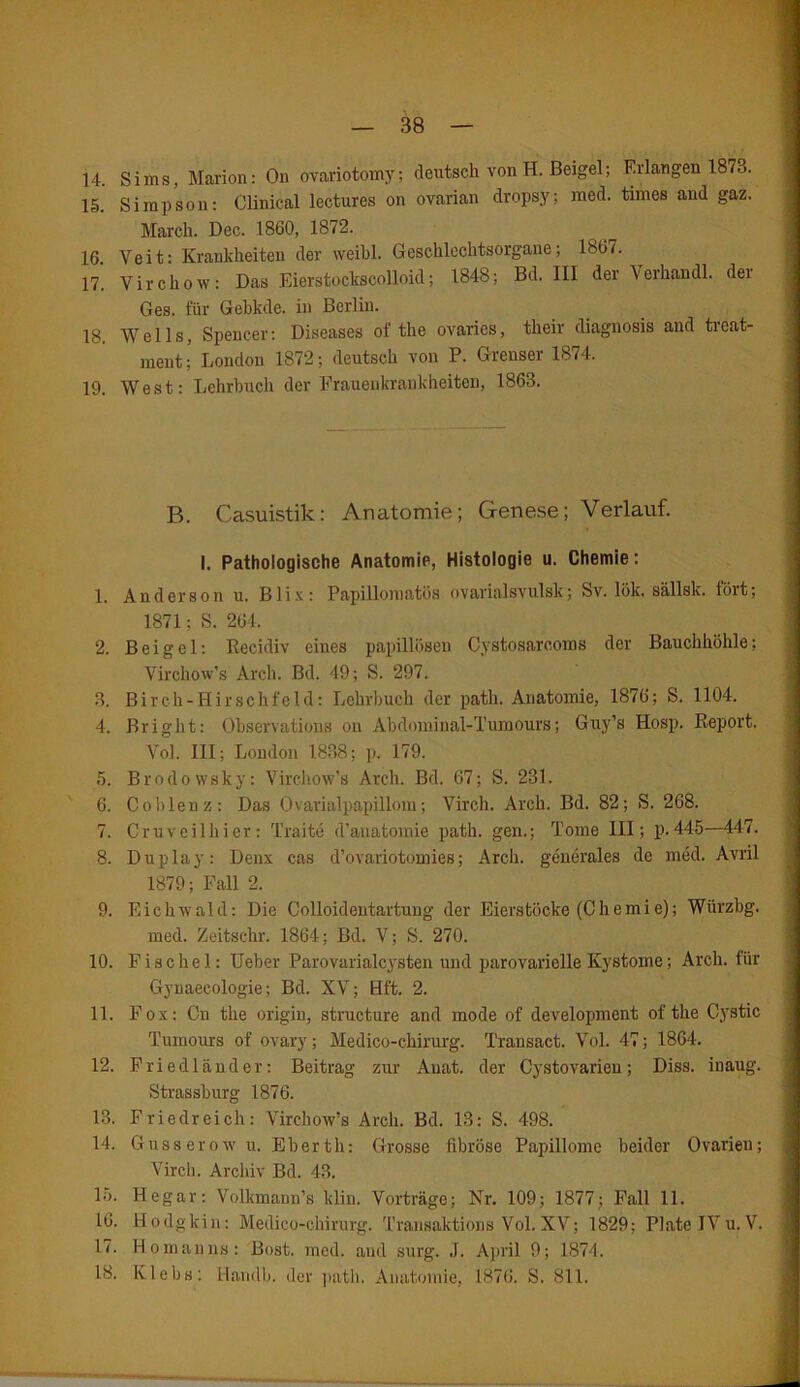 — 38 —
14. Sims, Marion: On ovariotomy; deutsch von H. Beigel; Erlangen 1873.
15. Simpson: Clinical lectures on ovarian dropsy; med. times and gaz.
March. Dec. 1860, 1872.
16. Veit: Krankheiten der weibl. Geschlechtsorgane; 1867.
17. Virchow: Das Eierstockscolloid; 1848; Bd. III der Verhandl. der
Ges. für Gebkde. in Berlin.
18. Wells, Spencer: Diseases of the ovaries, their diagnosis and treat-
ment; London 1872; deutsch von P. Grenser 1874.
19. West: Lehrbuch der Frauenkrankheiten, 1863.
B. Casuistik: Anatomie; Genese; Verlauf.
I. Pathologische Anatomie, Histologie u. Chemie:
1. Anderson u. Blix: Papillomatös ovarialsvulsk; Sv. lök. sällsk. fört;
1871; S. 264.
2. Beigel: Recidiv eines papillösen Cystosarcoms der Bauchhöhle;
Virchow's Arch. Bd. 49; S. 297.
3. Birch-Hirschfeld: Lehrbuch der path. Anatomie, 1876; S. 1104.
4. Bright: Observations on Abdominal-Tumours; Guy's Hosp. Report.
Vol. III; London 1838; p. 179.
5. Brodowsky: Virchow's Arch. Bd. 67; S. 231.
6. Coblenz: Das Ovarialpapillom; Virch. Arch. Bd. 82; S. 268.
7. Cruveilhier: Traité d'anatomie path. gen.; Tome III; p. 445—447.
8. Duplay: Denx cas d'ovariotomies; Arch. générales de méd. Avril
1879; Fall 2.
9. Eichwald: Die Colloidentartung der Eierstöcke (Chemie); Würzbg.
med. Zeitschr. 1864; Bd. V; S. 270.
10. Fischel: Ueber Parovarialcysten und parovarielle Kystome; Arch. für
Gynaecologie; Bd. XV; Hft. 2.
11. Fox: Cn the origin, structure and mode of development of the Cystic
Tumours of ovary; Medico-chirurg. Transact. Vol. 47; 1864.
12. Friedländer: Beitrag zur Anat. der Cystovarien; Diss. inaug.
Strassburg 1876.
13. Friedreich: Virchow's Arch. Bd. 13: S. 498.
14. Gusserow u. Eberth: Grosse fibröse Papillome beider Ovarien;
Virch. Archiv Bd. 43.
15. Hegar: Volkmann's klin. Vorträge; Nr. 109; 1877; Fall 11.
16. Hodgkin: Medico-chirurg. Transaktions Vol. XV; 1829; Plate IV u. V.
17. Homanns: Bost. med. and surg. J. April 9; 1874.
18. Klebs: Handb. der path. Anatomie, 1876. S. 811.